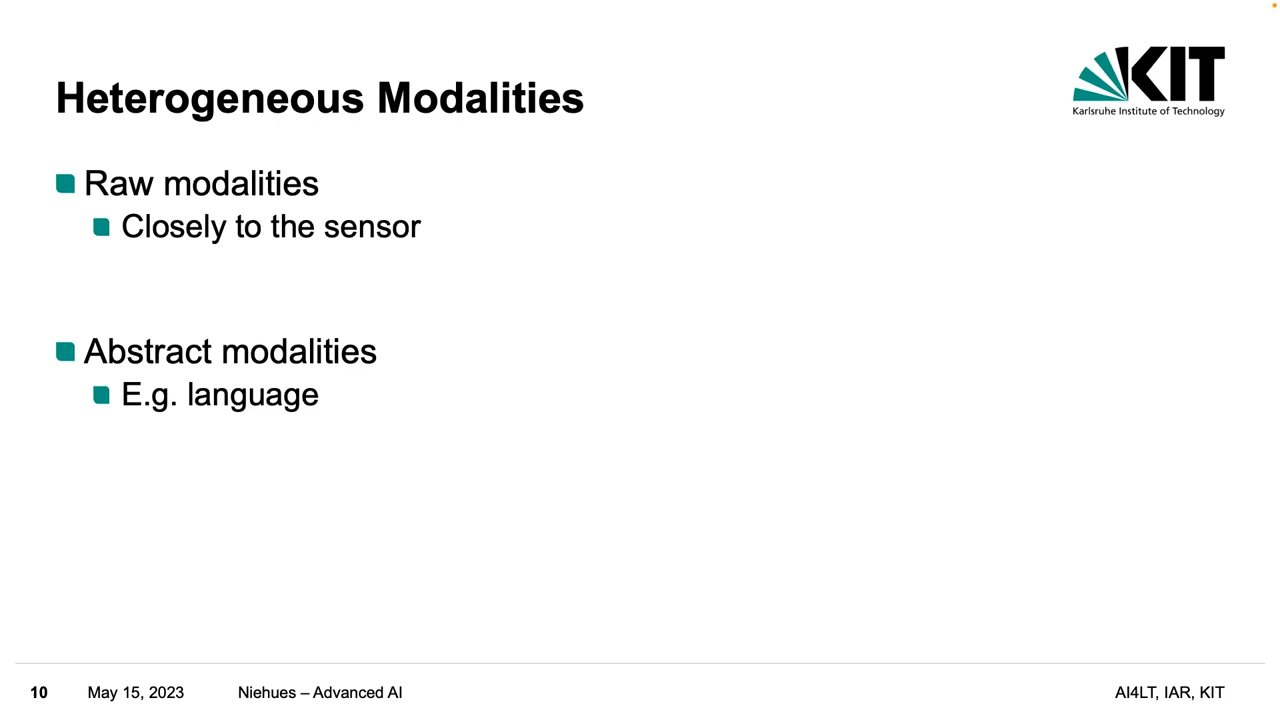 KIT
Karlsruhe Institute of Technology
Heterogeneous Modalities
Raw modalities
Closely to the sensor
Abstract modalities
E.g. language
10 May 15, 2023 Niehues – Advanced AI AI4LT, IAR, KIT